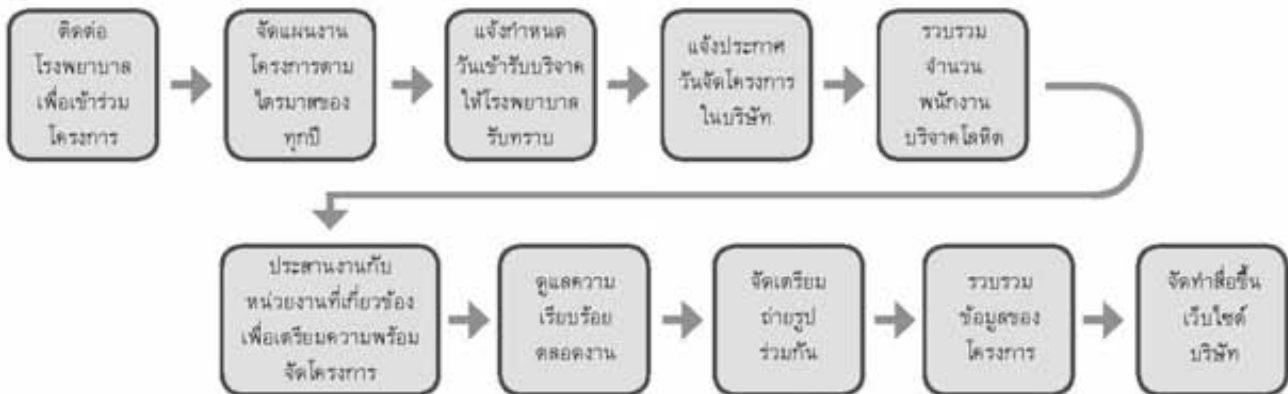 ติดต่อ
โรงพยาบาล
เพื่อเข้าร่วม
โครงการ
จัดแผนงาน
โครงการตาม
ไตรมาสของ
ทุกปี
แจ้งกำหนด
วันเข้ารับบริจาค
ให้โรงพยาบาล
รับทราบ
แจ้งประกาศ
วันจัดโครงการ
ในบริษัท
รวบรวม
จำนวน
พนักงาน
บริจาคโลหิต
ประสานงานกับ
หน่วยงานที่เกี่ยวข้อง
เพื่อเตรียมความพร้อม
จัดโครงการ
ดูแลความ
เรียบร้อย
ตลอดงาน
จัดเตรียม
ถ่ายรูป
ร่วมกัน
รวบรวม
ข้อมูลของ
โครงการ
จัดทำสื่อขึ้น
เว็บไซต์
บริษัท